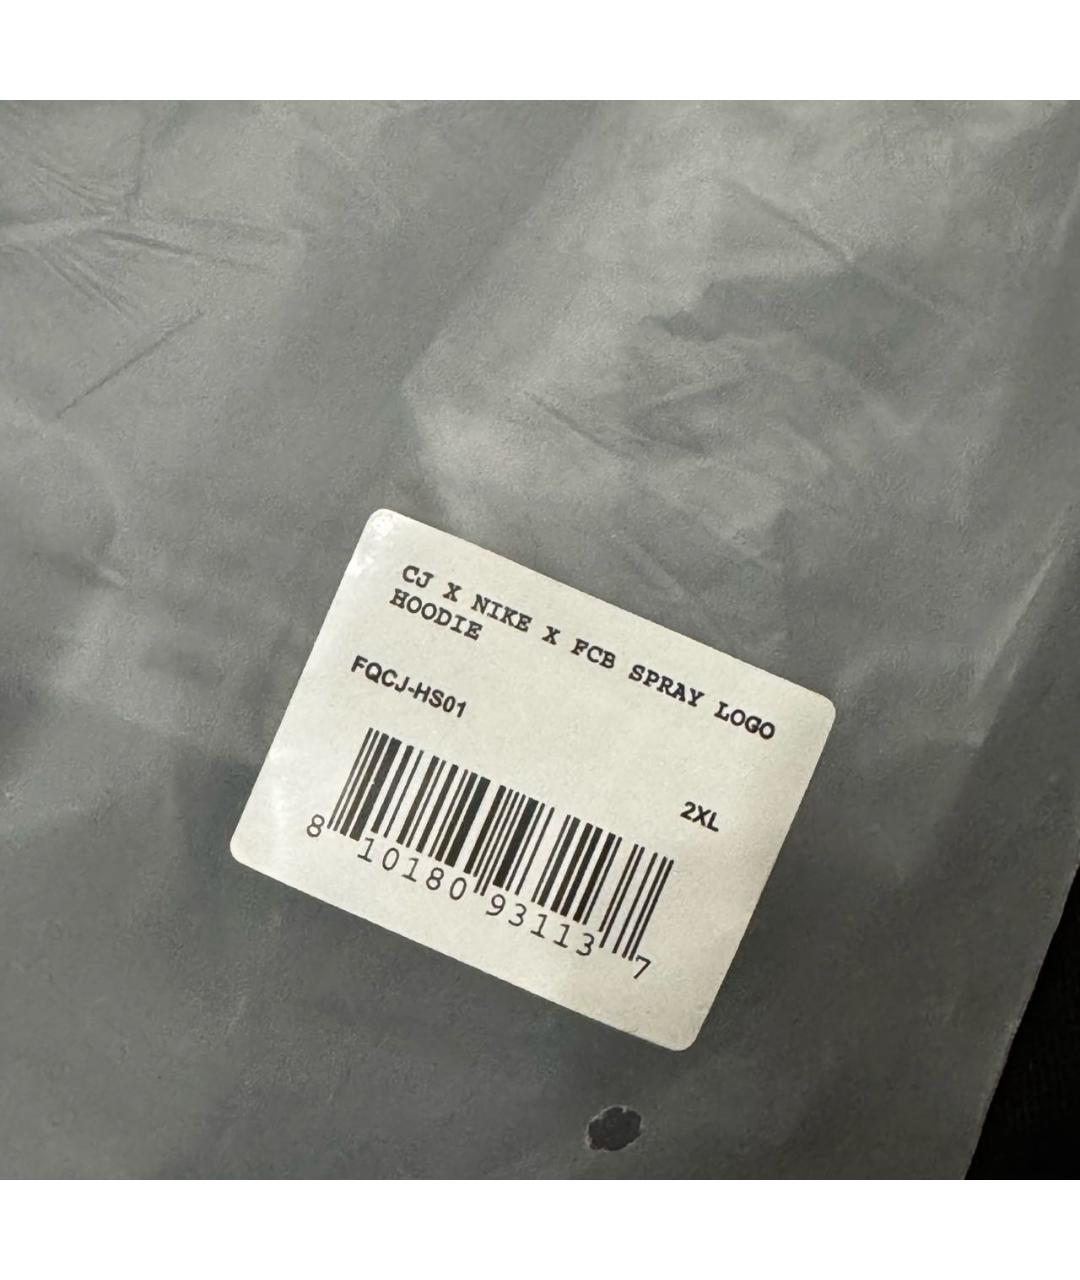 CJ X NIKE X FCB SPRAY LOGO
HOODIE
FQCJ-HS01
2XL
8 10180 93113 7